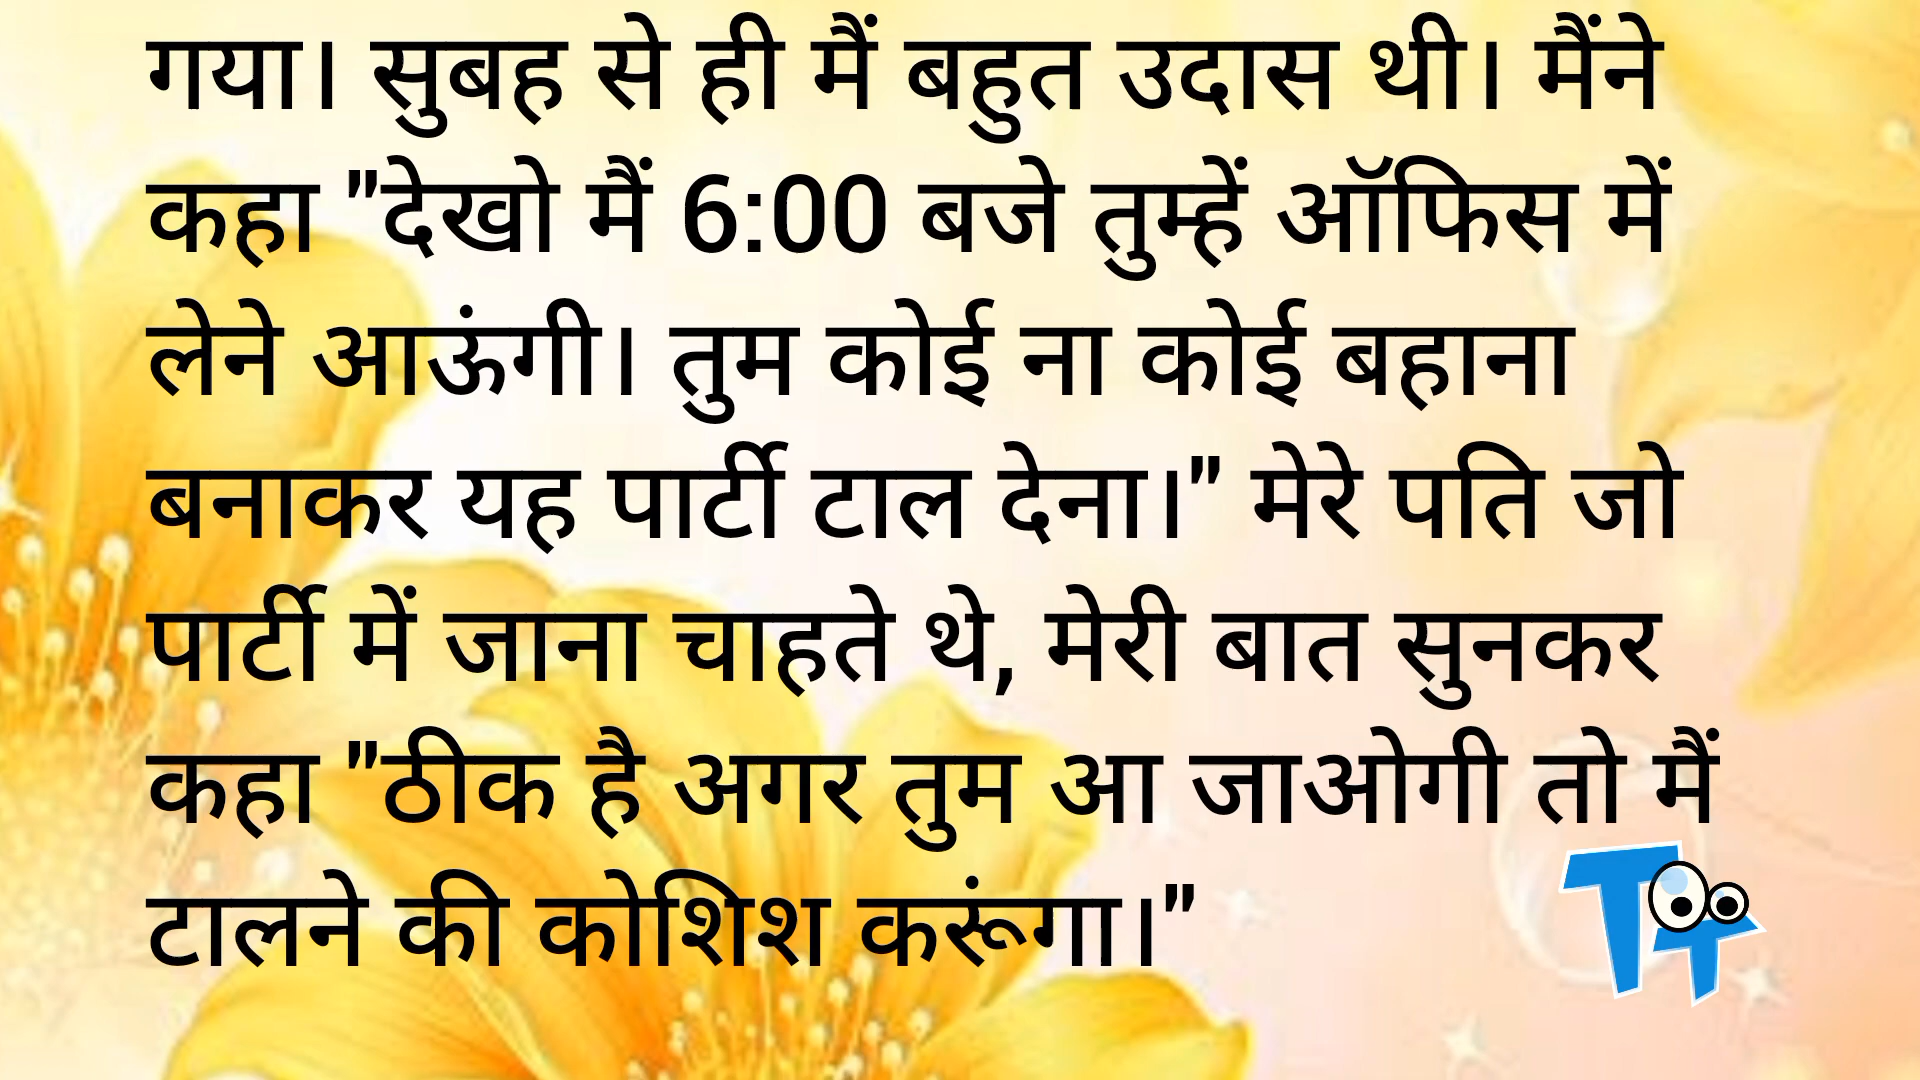 गया। सुबह से ही मैं बहुत उदास थी। मैंने
कहा "देखो मैं 6:00 बजे तुम्हें ऑफिस में
लेने आऊंगी। तुम कोई ना कोई बहाना
बनाकर यह पार्टी टाल देना।" मेरे पति जो
पार्टी में जाना चाहते थे, मेरी बात सुनकर
कहा "ठीक है अगर तुम आ जाओगी तो मैं
टालने की कोशिश करूंगा।"
TT